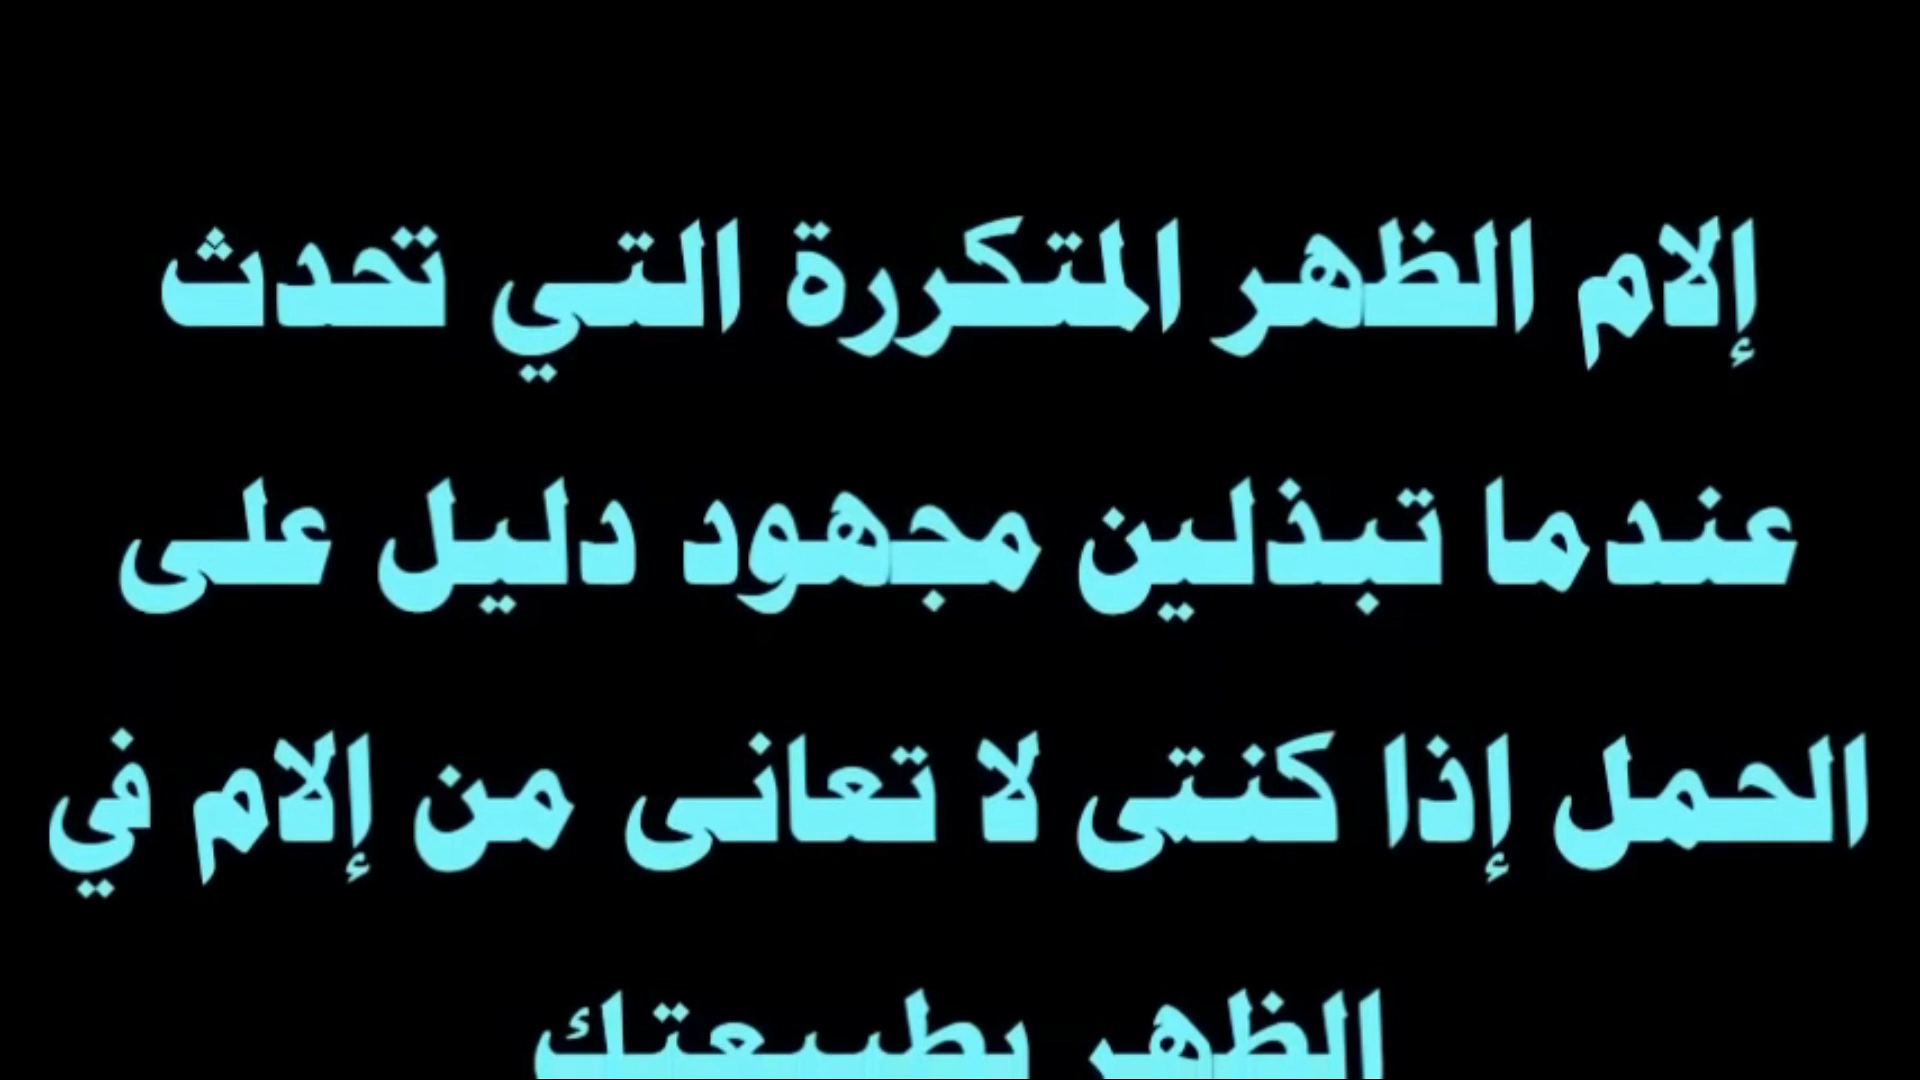 إلام الظهر المتكررة التي تحدث
عندما تبذلين مجهود دليل على
الحمل إذا كنتى لا تعانى من إلام في
الظهر بطبيعتك